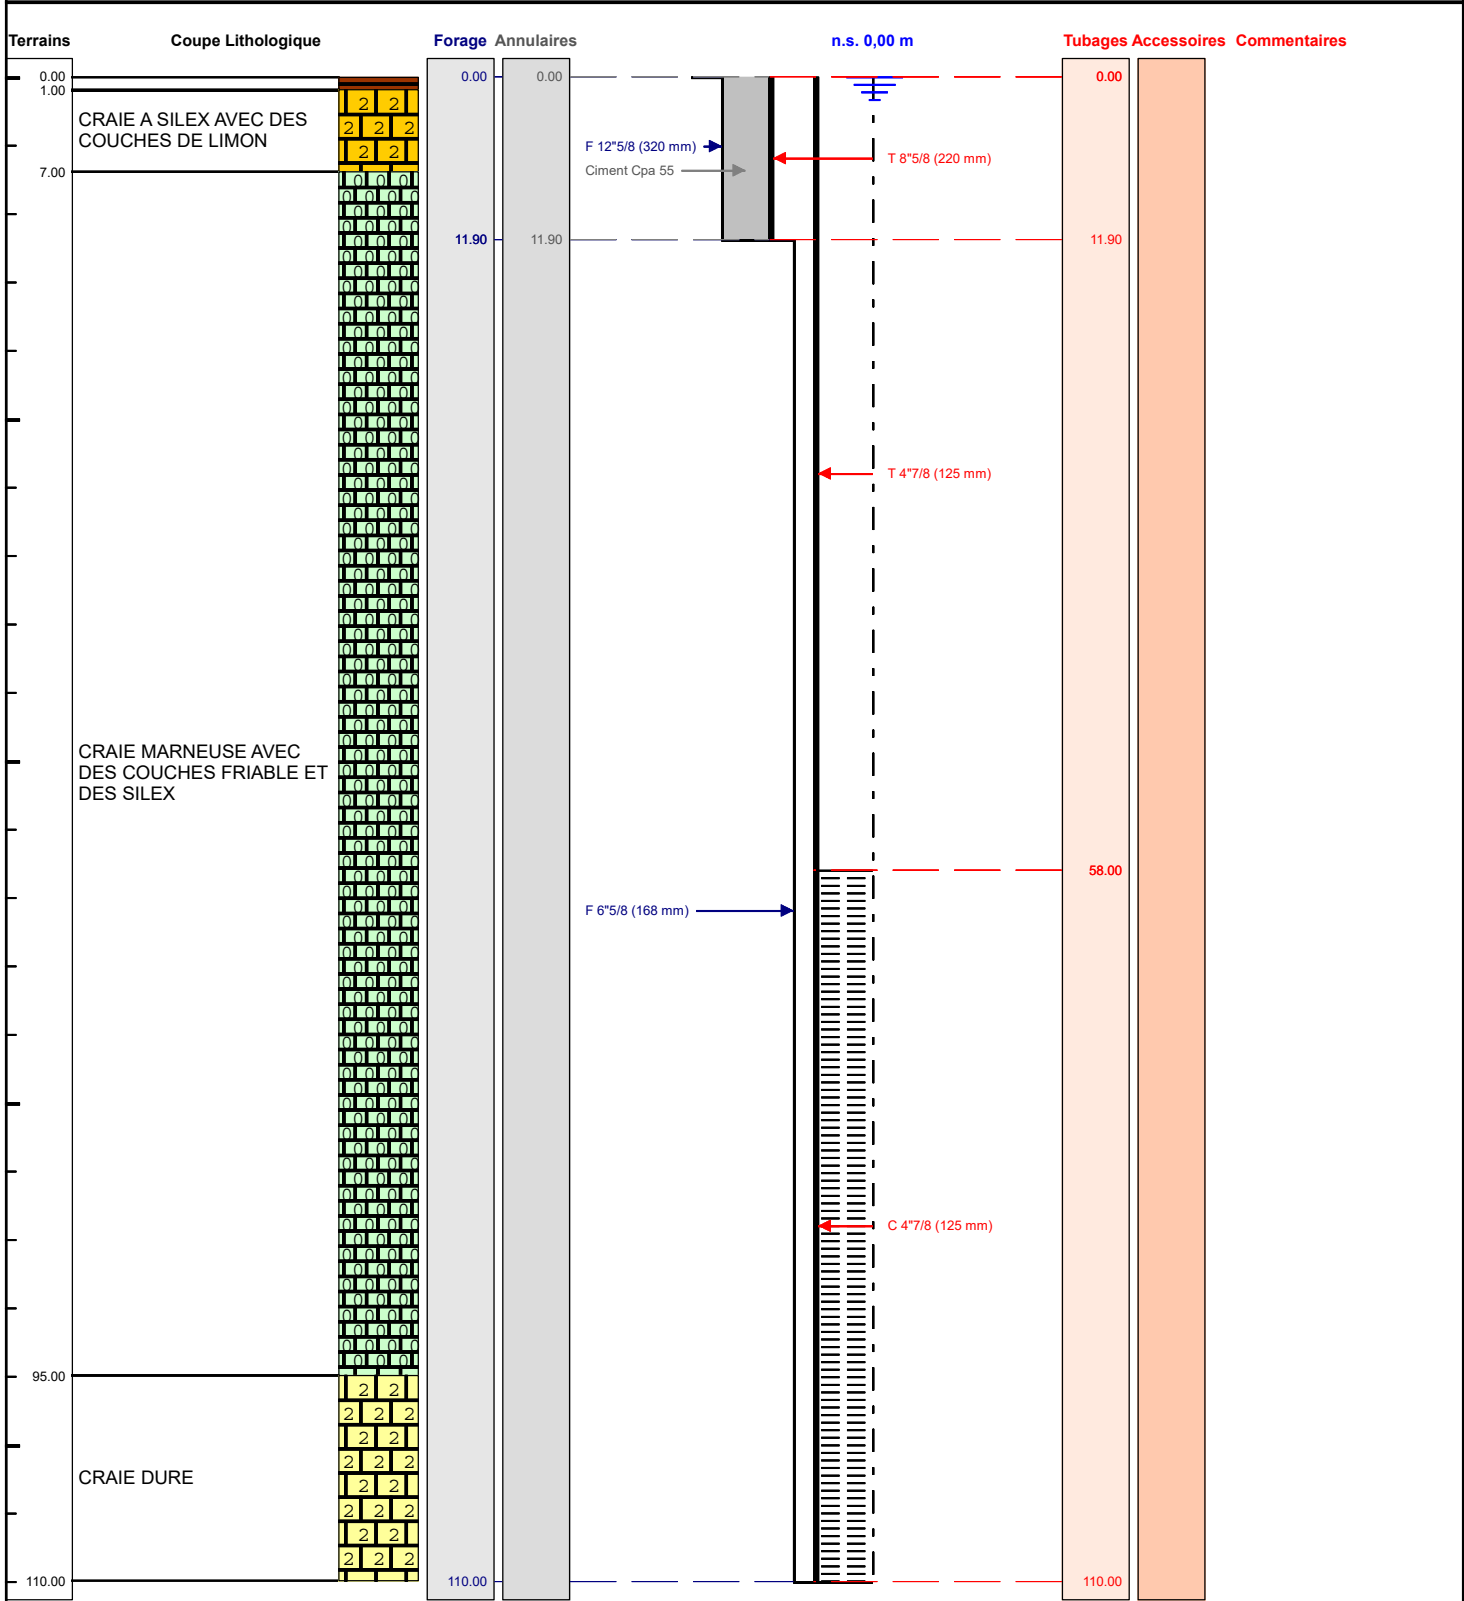 Terrains Coupe Lithologique Forage Annulaires n.s. 0,00 m Tubages Accessoires Commentaires
0.00 0.00 0.00 0.00
1.00
CRAIE A SILEX AVEC DES
COUCHES DE LIMON
F 12"5/8 (320 mm)
T 8"5/8 (220 mm)
Ciment Cpa 55
7.00
11.90 11.90 11.90
T 4"7/8 (125 mm)
CRAIE MARNEUSE AVEC
DES COUCHES FRIABLE ET
DES SILEX
58.00
F 6"5/8 (168 mm)
C 4"7/8 (125 mm)
95.00
CRAIE DURE
110.00 110.00 110.00